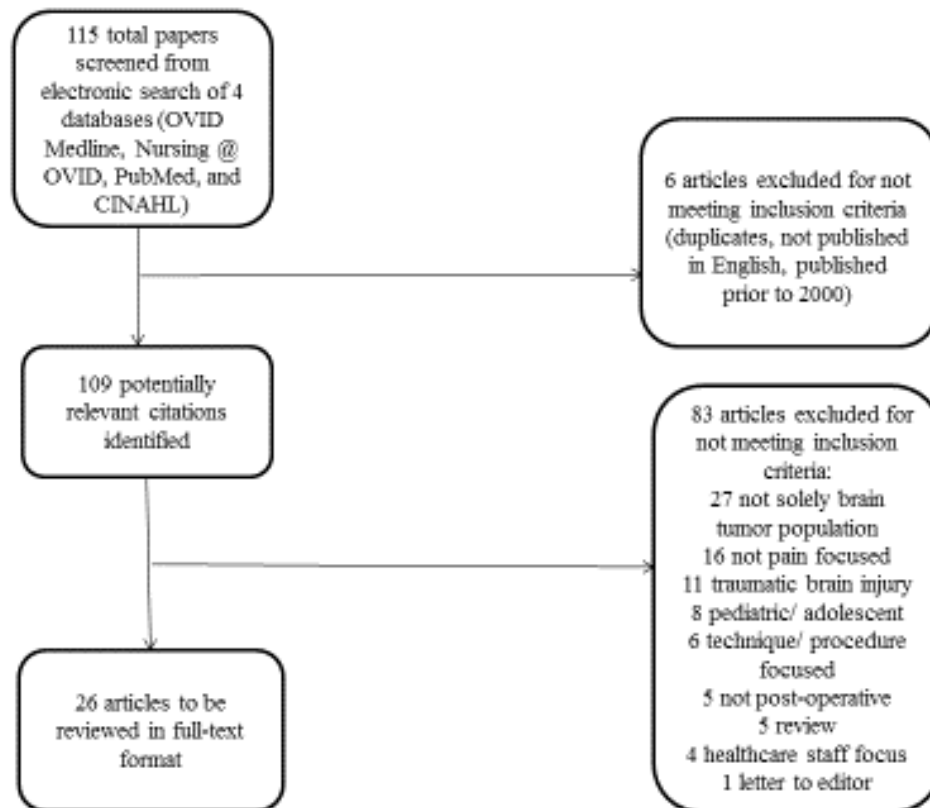 115 total papers
screened from
electronic search of 4
databases (OVID
Medline, Nursing @
OVID, PubMed, and
CINAHL)
6 articles excluded for not
meeting inclusion criteria
(duplicates, not published
in English, published
prior to 2000)
109 potentially
relevant citations
identified
83 articles excluded for
not meeting inclusion
criteria:
27 not solely brain
tumor population
16 not pain focused
11 traumatic brain injury
8 pediatric/ adolescent
6 technique/ procedure
focused
5 not post-operative
5 review
4 healthcare staff focus
1 letter to editor
26 articles to be
reviewed in full-text
format